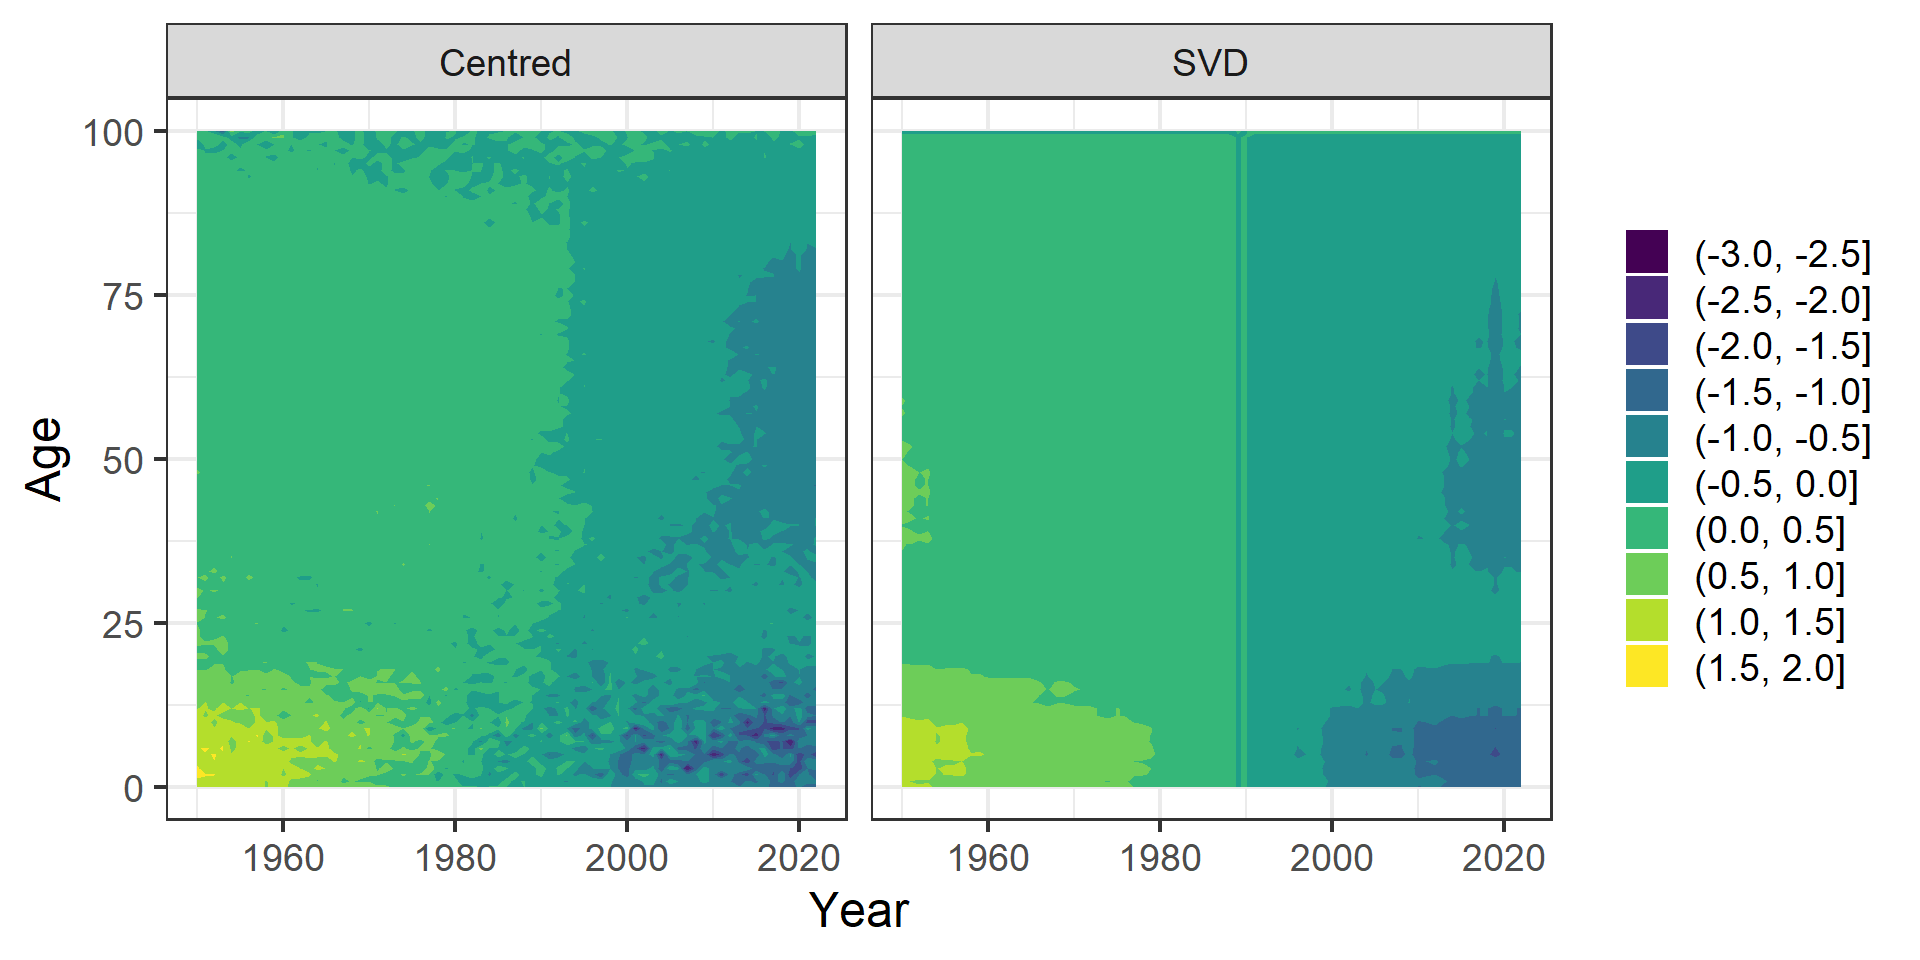 Centred
SVD
100
75
50
25
0
Age
1960 1980 2000 2020
1960 1980 2000 2020
Year
(-3.0, -2.5]
(-2.5, -2.0]
(-2.0, -1.5]
(-1.5, -1.0]
(-1.0, -0.5]
(-0.5, 0.0]
(0.0, 0.5]
(0.5, 1.0]
(1.0, 1.5]
(1.5, 2.0]